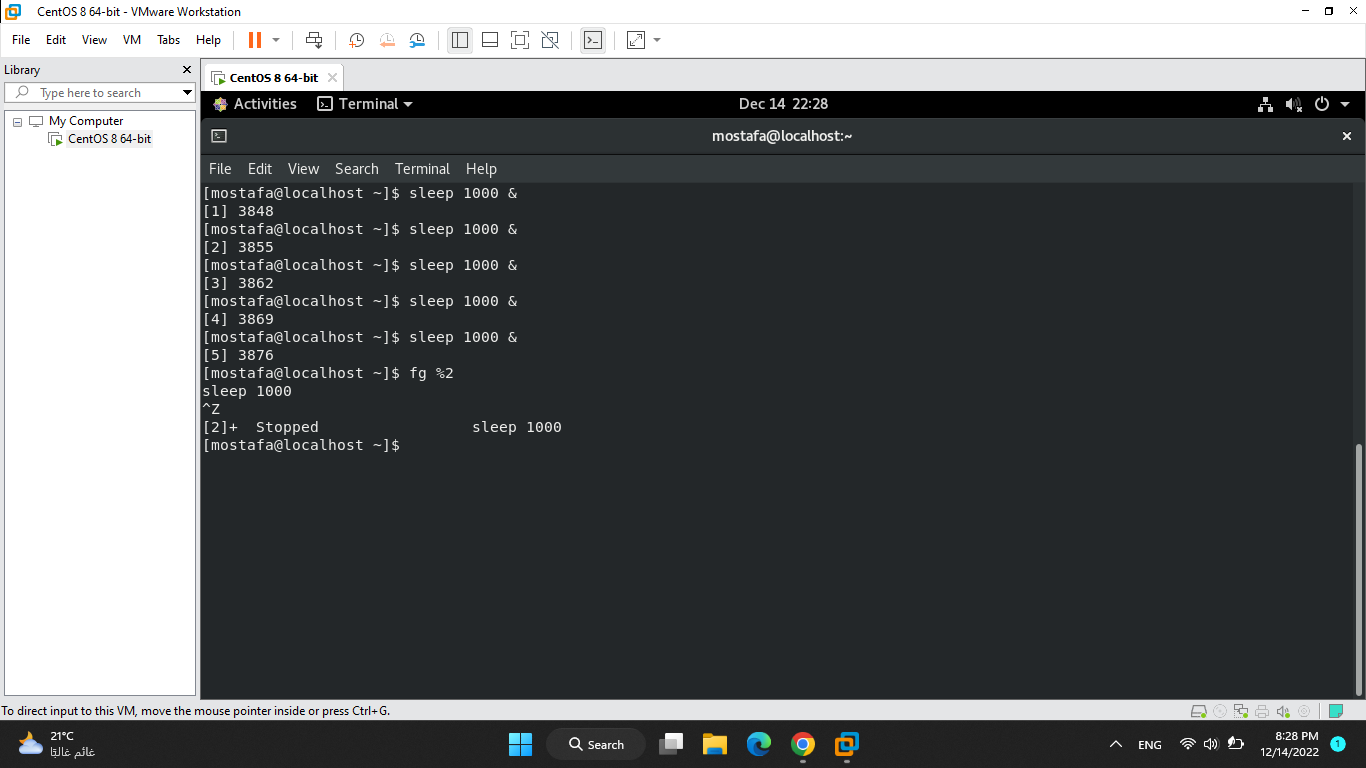 CentOS 8 64-bit - VMware Workstation
File Edit View VM Tabs Help
Library
Type here to search
My Computer
CentOS 8 64-bit
CentOS 8 64-bit
Activities Terminal Dec 14 22:28
mostafa@localhost:~
File Edit View Search Terminal Help
[mostafa@localhost ~]$ sleep 1000 &
[1] 3848
[mostafa@localhost ~]$ sleep 1000 &
[2] 3855
[mostafa@localhost ~]$ sleep 1000 &
[3] 3862
[mostafa@localhost ~]$ sleep 1000 &
[4] 3869
[mostafa@localhost ~]$ sleep 1000 &
[5] 3876
[mostafa@localhost ~]$ fg %2
sleep 1000
^Z
[2]+  Stopped                 sleep 1000
[mostafa@localhost ~]$
To direct input to this VM, move the mouse pointer inside or press Ctrl+G.
21°C
غائم غالبًا
Search
ENG
8:28 PM
12/14/2022
1